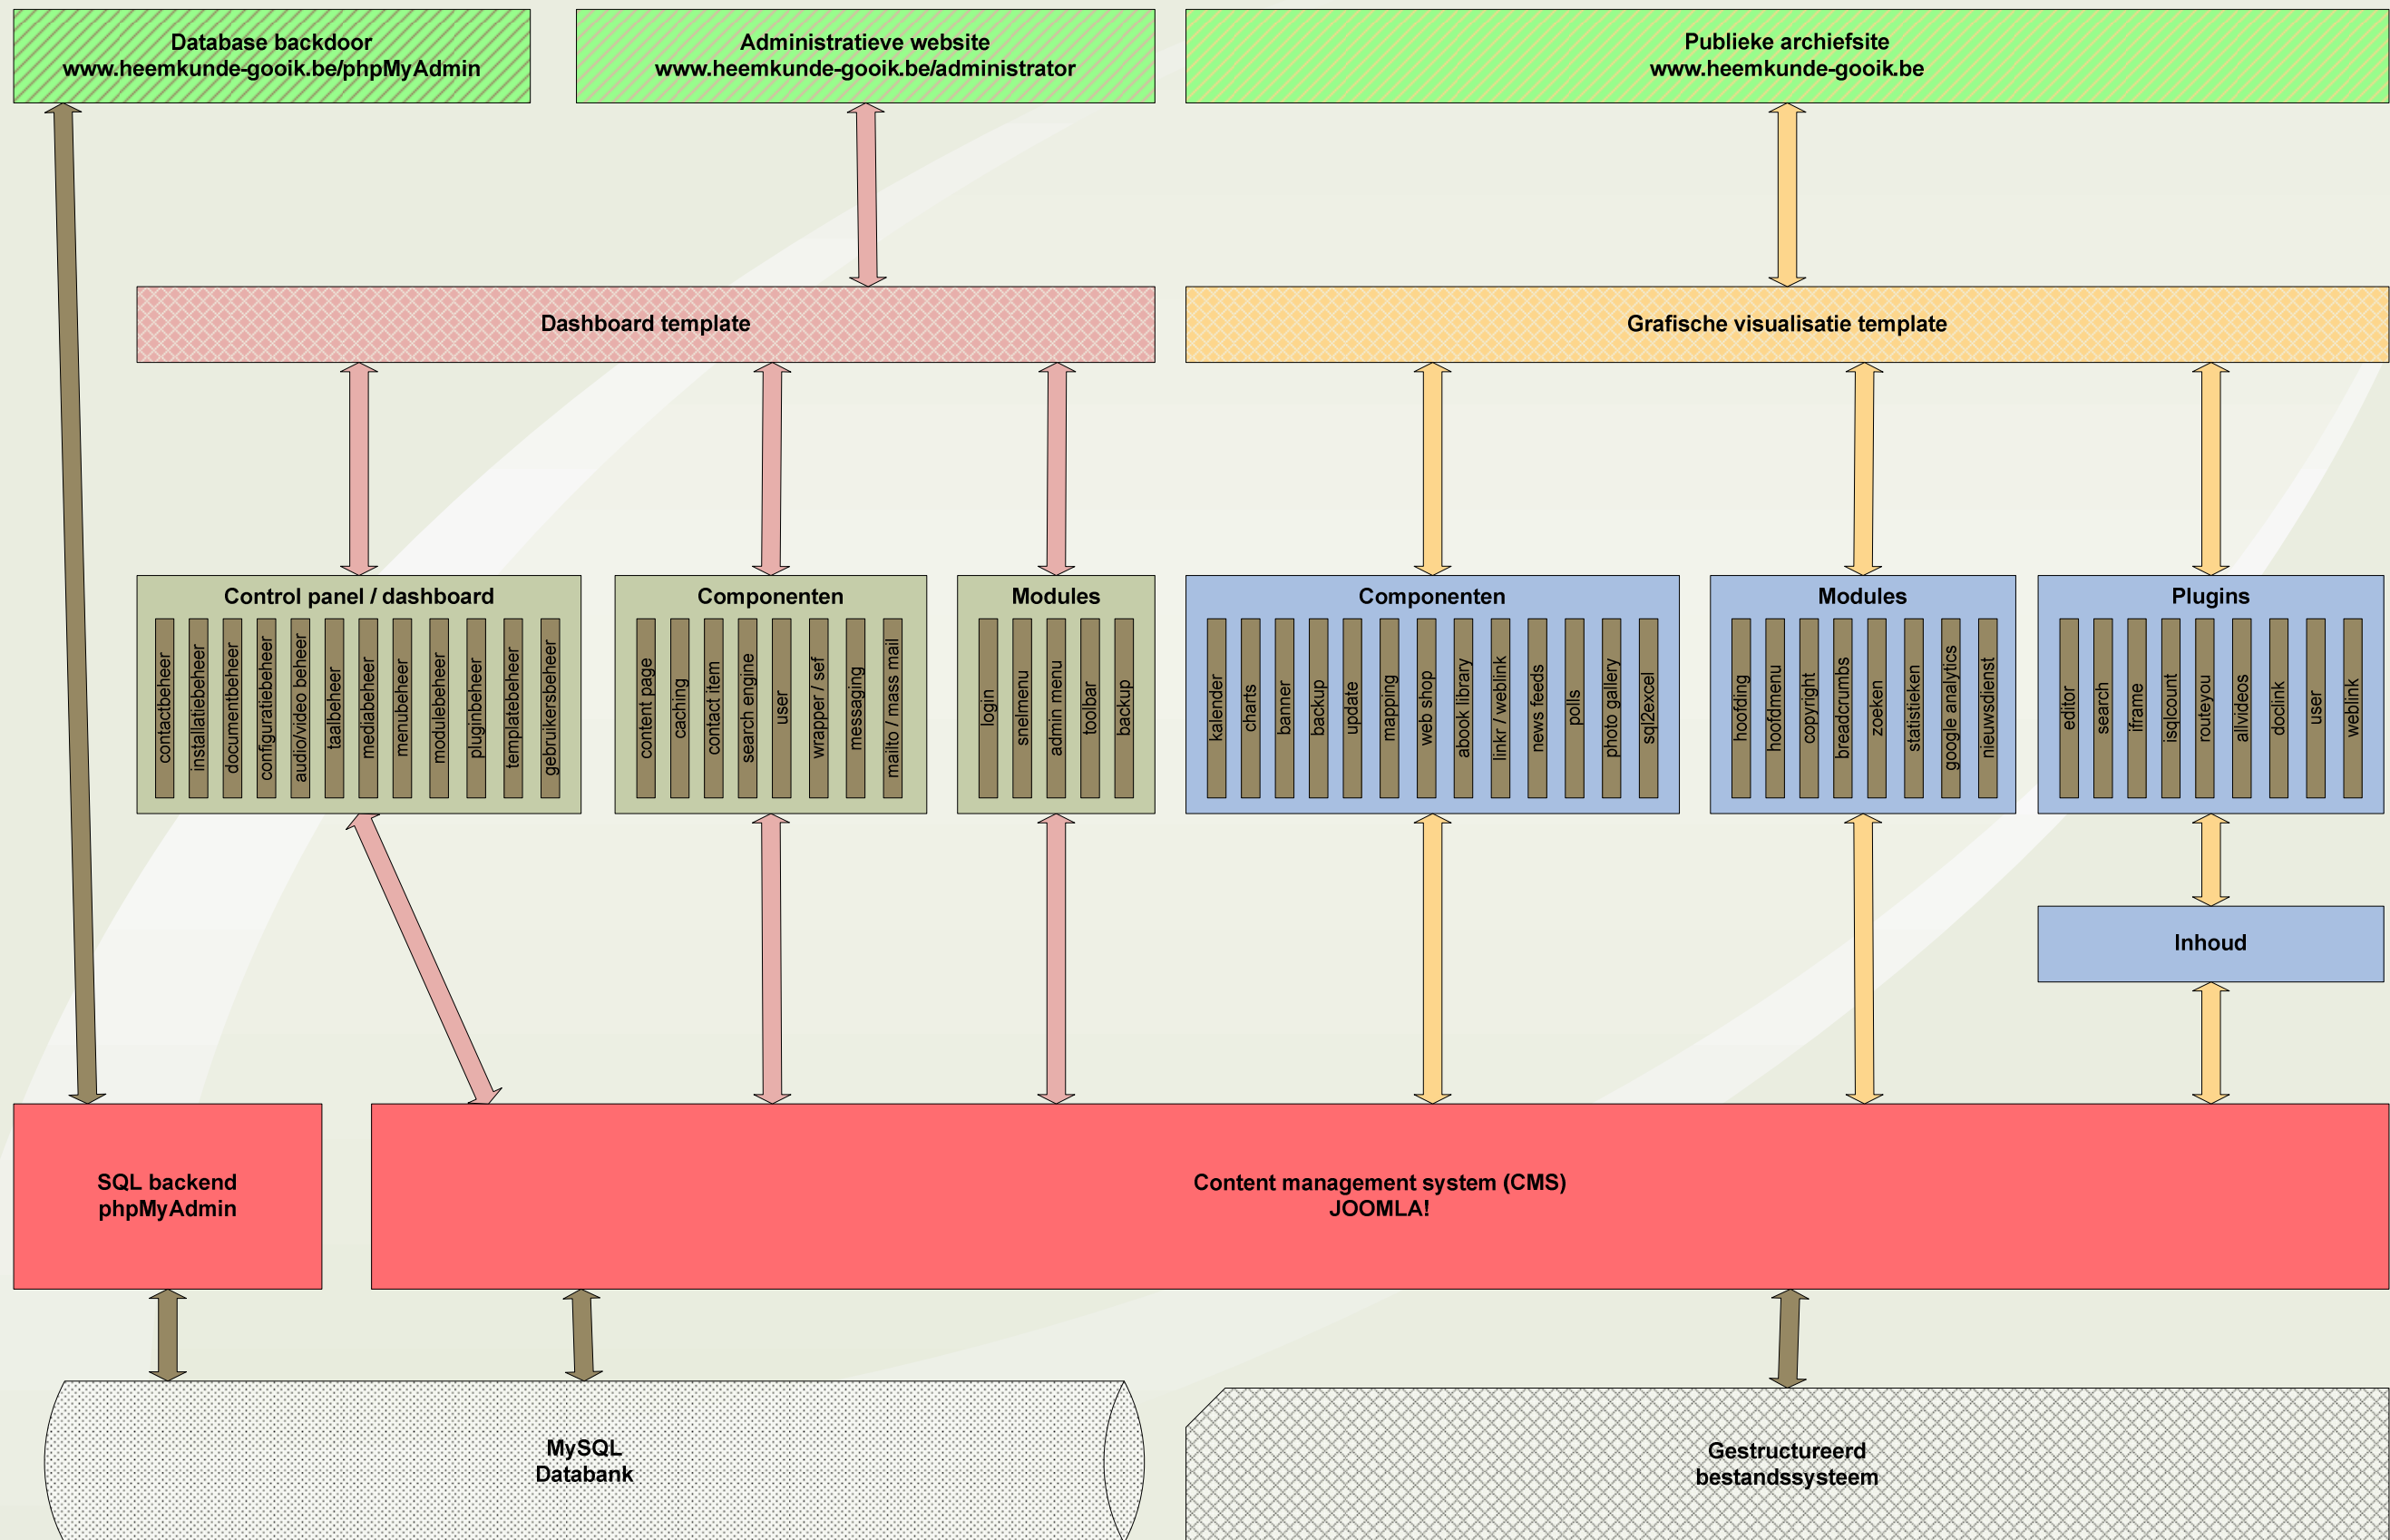 Database backdoor
www.heemkunde-gooik.be/phpMyAdmin
Administratieve website
www.heemkunde-gooik.be/administrator
Publieke archiefsite
www.heemkunde-gooik.be
Dashboard template
Grafische visualisatie template
Control panel / dashboard
contactbeheer
installatiebeheer
documentbeheer
configuratiebeheer
audio/video beheer
taalbeheer
mediabeheer
menubeheer
modulebeheer
pluginbeheer
templatebeheer
gebruikersbeheer
Componenten
content page
caching
contact item
search engine
user
wrapper / sef
messaging
mailto / mass mail
Modules
login
snelmenu
admin menu
toolbar
backup
Componenten
kalender
charts
banner
backup
update
mapping
web shop
abook library
linkr / weblink
news feeds
polls
photo gallery
sql2excel
Modules
hoofding
hoofdmenu
copyright
breadcrumbs
zoeken
statistieken
google analytics
nieuwsdienst
Plugins
editor
search
iframe
isqlcount
routeyou
allvideos
doclink
user
weblink
Inhoud
SQL backend
phpMyAdmin
Content management system (CMS)
JOOMLA!
MySQL
Databank
Gestructureerd
bestandssysteem